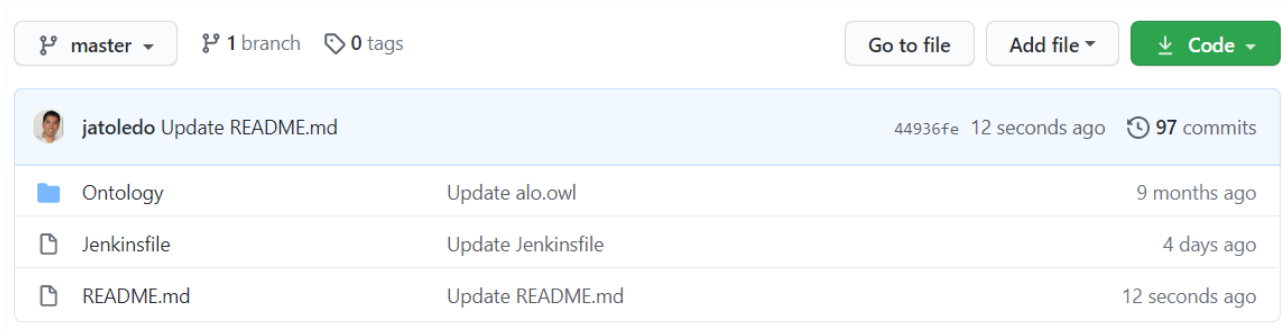 master 1 branch 0 tags Go to file Add file Code
jatoledo Update README.md 44936fe 12 seconds ago 97 commits
Ontology Update alo.owl 9 months ago
Jenkinsfile Update Jenkinsfile 4 days ago
README.md Update README.md 12 seconds ago